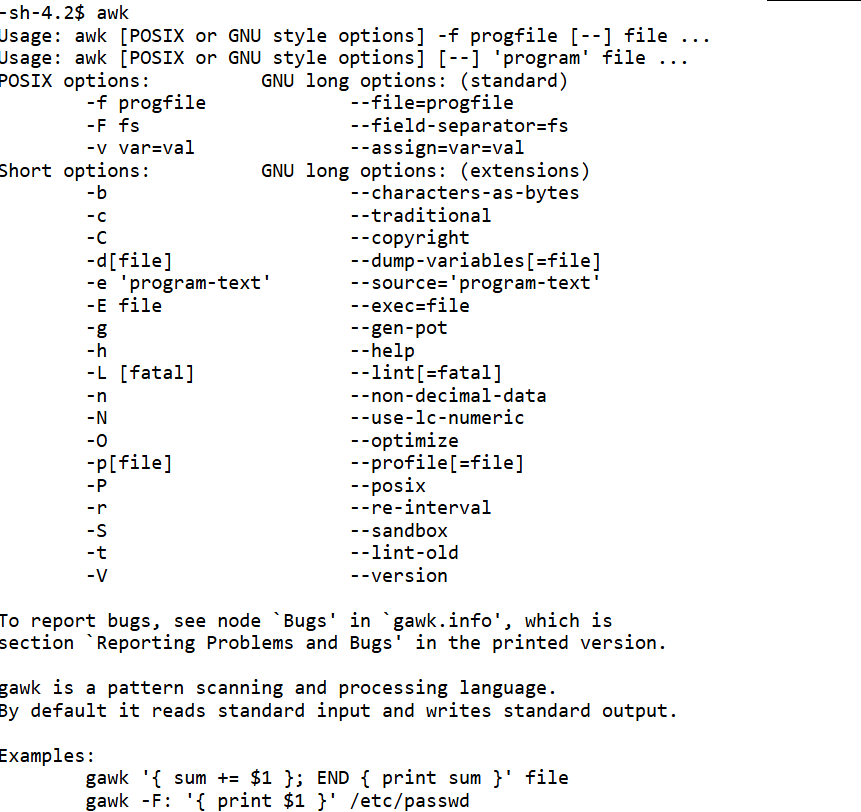 -sh-4.2$ awk
Usage: awk [POSIX or GNU style options] -f progfile [--] file ...
Usage: awk [POSIX or GNU style options] [--] 'program' file ...
POSIX options:          GNU long options: (standard)
        -f progfile             --file=progfile
        -F fs                   --field-separator=fs
        -v var=val              --assign=var=val
Short options:          GNU long options: (extensions)
        -b                      --characters-as-bytes
        -c                      --traditional
        -C                      --copyright
        -d[file]                --dump-variables[=file]
        -e 'program-text'       --source='program-text'
        -E file                 --exec=file
        -g                      --gen-pot
        -h                      --help
        -L [fatal]              --lint[=fatal]
        -n                      --non-decimal-data
        -N                      --use-lc-numeric
        -O                      --optimize
        -p[file]                --profile[=file]
        -P                      --posix
        -r                      --re-interval
        -S                      --sandbox
        -t                      --lint-old
        -V                      --version
To report bugs, see node `Bugs' in `gawk.info', which is
section `Reporting Problems and Bugs' in the printed version.
gawk is a pattern scanning and processing language.
By default it reads standard input and writes standard output.
Examples:
        gawk '{ sum += $1 }; END { print sum }' file
        gawk -F: '{ print $1 }' /etc/passwd